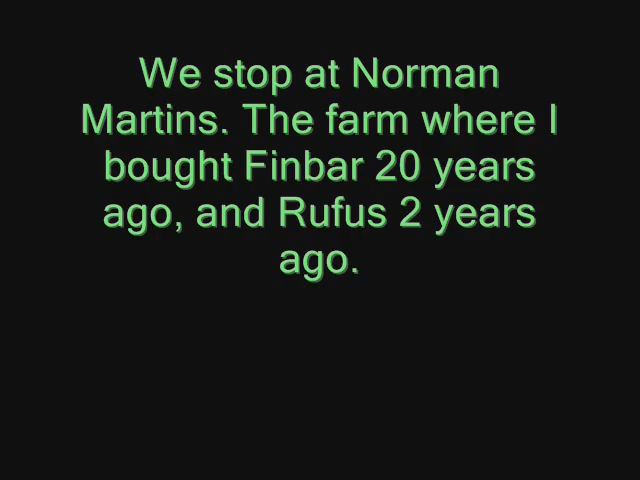 We stop at Norman
Martins. The farm where I
bought Finbar 20 years
ago, and Rufus 2 years
ago.